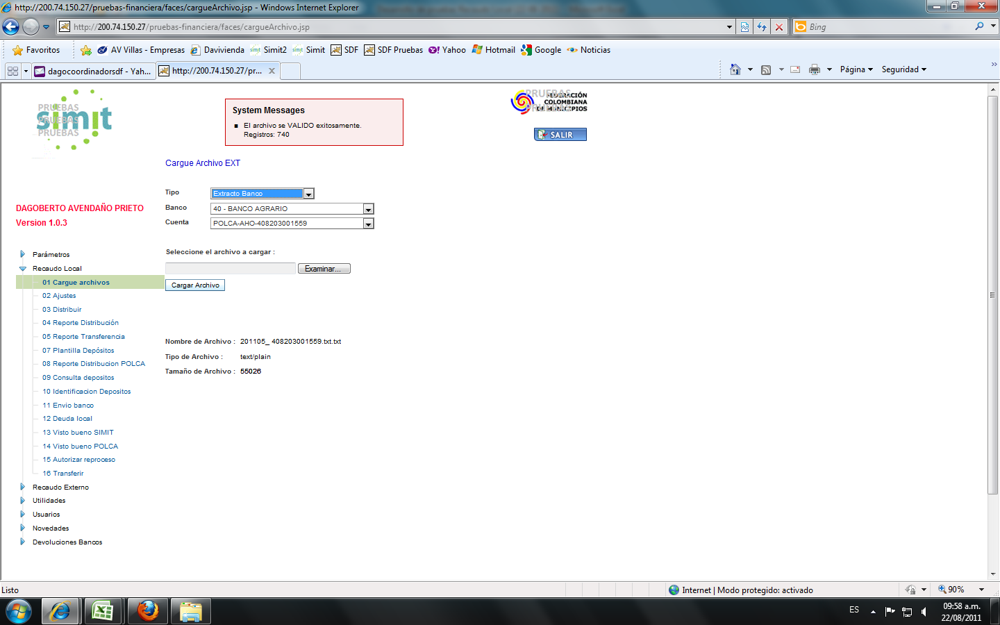 http://200.74.150.27/pruebas-financiera/faces/cargueArchivo.jsp - Windows Internet Explorer
http://200.74.150.27/pruebas-financiera/faces/cargueArchivo.jsp
Bing
Favoritos
AV Villas - Empresas
Davivienda
simit
Simit2
simit
Simit
SDF
SDF Pruebas
Yahoo
Hotmail
Google
Noticias
dagocoordinadorsdf - Yah...
http://200.74.150.27/pr...
Página
Seguridad
PRUEBAS
PRUEBAS
PRUEBAS
simit
System Messages
El archivo se VALIDO exitosamente.
Registros: 740
PRUEBAS
FEDERACIÓN
COLOMBIANA
DE MUNICIPIOS
SALIR
Cargue Archivo EXT
Tipo
Extracto Banco
DAGOBERTO AVENDAÑO PRIETO
Banco
40 - BANCO AGRARIO
Version 1.0.3
Cuenta
POLCA-AHO-408203001559
Seleccione el archivo a cargar :
Examinar...
Cargar Archivo
Parámetros
Recaudo Local
01 Cargue archivos
02 Ajustes
03 Distribuir
04 Reporte Distribución
05 Reporte Transferencia
07 Plantilla Depósitos
08 Reporte Distribucion POLCA
09 Consulta depositos
10 Identificacion Depositos
11 Envio banco
12 Deuda local
13 Visto bueno SIMIT
14 Visto bueno POLCA
15 Autorizar reproceso
16 Transferir
Recaudo Externo
Utilidades
Usuarios
Novedades
Devoluciones Bancos
Nombre de Archivo : 201105_ 408203001559.txt.txt
Tipo de Archivo : text/plain
Tamaño de Archivo : 55026
Listo
Internet | Modo protegido: activado
90%
ES
09:58 a.m.
22/08/2011